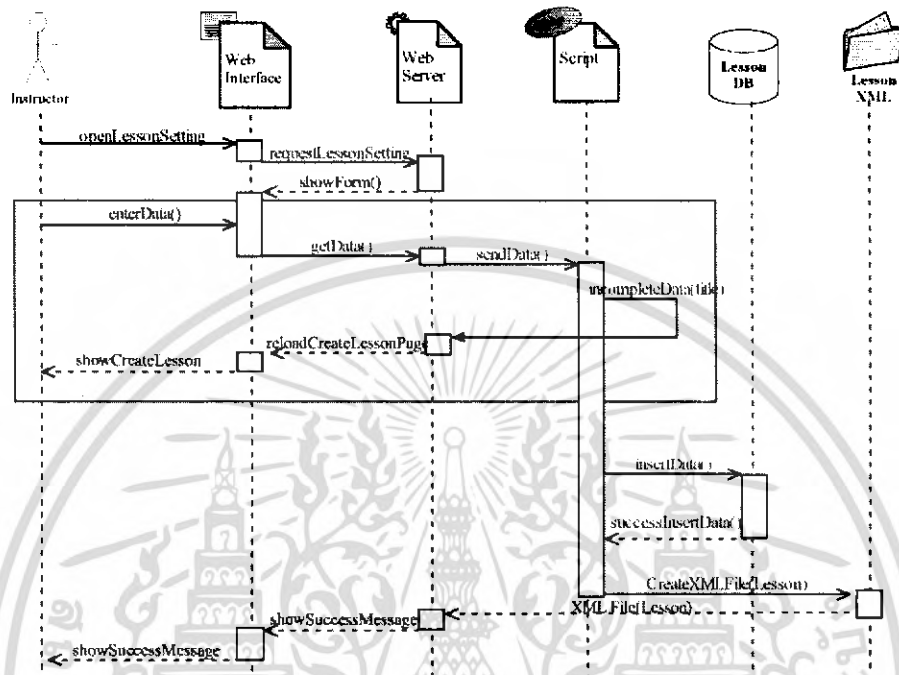 Instructor
Web
Interface
Web
Server
Script
Lesson
DB
Lesson
XML
openLessonSetting
requestLessonSetting
showForm()
enterData()
getData()
sendData()
incompleteData(title)
reloadCreateLessonPage
showCreateLesson
insertData()
successInsertData()
CreateXMLFile(Lesson)
XMLFile(Lesson)
showSuccessMessage
showSuccessMessage